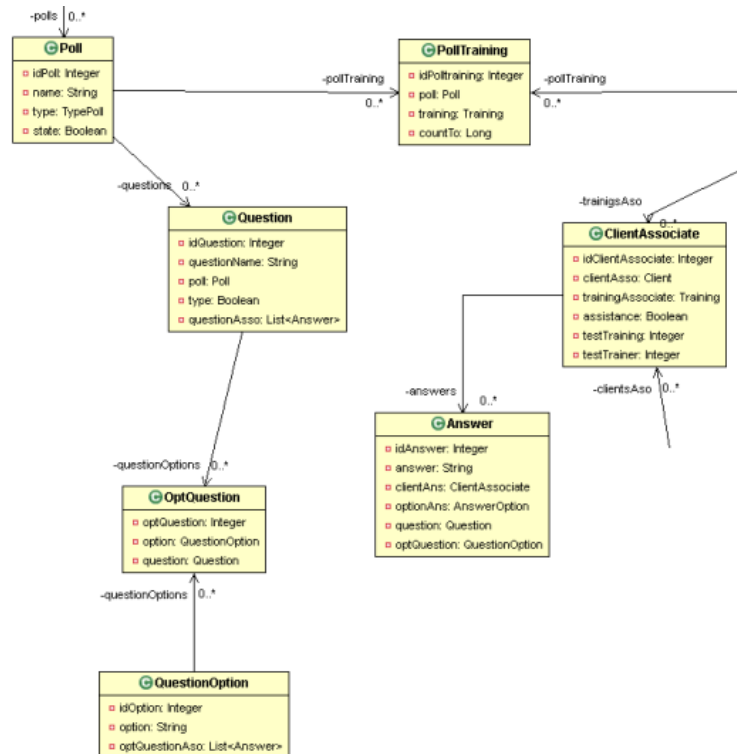 -polls 0..*
Poll
idPoll: Integer
name: String
type: TypePoll
state: Boolean
-pollTraining
0..*
PollTraining
idPolltraining: Integer
poll: Poll
training: Training
countTo: Long
-pollTraining
0..*
-questions 0..*
Question
idQuestion: Integer
questionName: String
poll: Poll
type: Boolean
questionAsso: List<Answer>
-trainigsAso
0..*
ClientAssociate
idClientAssociate: Integer
clientAsso: Client
trainingAssociate: Training
assistance: Boolean
testTraining: Integer
testTrainer: Integer
-clientsAso 0..*
-answers 0..*
Answer
idAnswer: Integer
answer: String
clientAns: ClientAssociate
optionAns: AnswerOption
question: Question
optQuestion: QuestionOption
-questionOptions 0..*
OptQuestion
optQuestion: Integer
option: QuestionOption
question: Question
-questionOptions 0..*
QuestionOption
idOption: Integer
option: String
optQuestionAso: List<Answer>